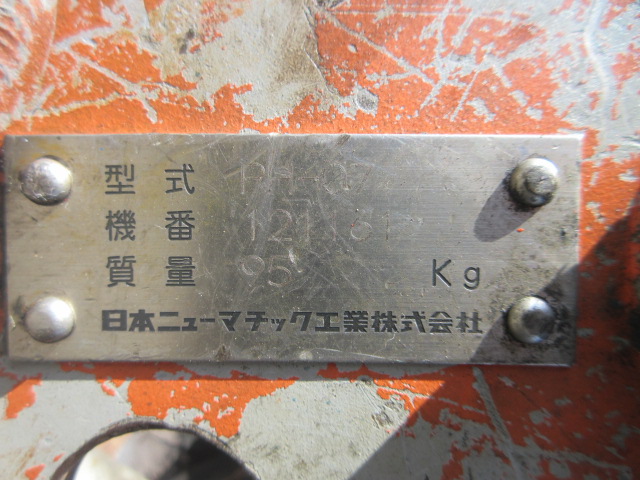 型式
機番 121161
質量 95 Kg
日本ニューマチック工業株式会社